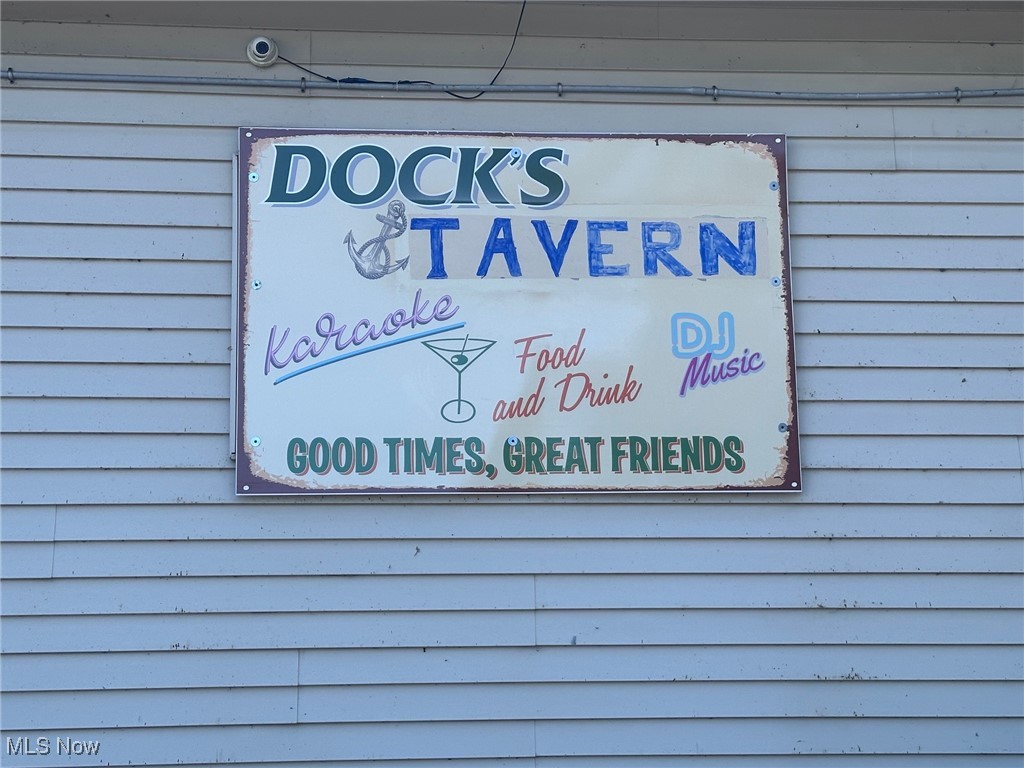 DOCK'S
TAVERN
Karaoke
Food
and Drink
DJ
Music
GOOD TIMES, GREAT FRIENDS
MLS Now